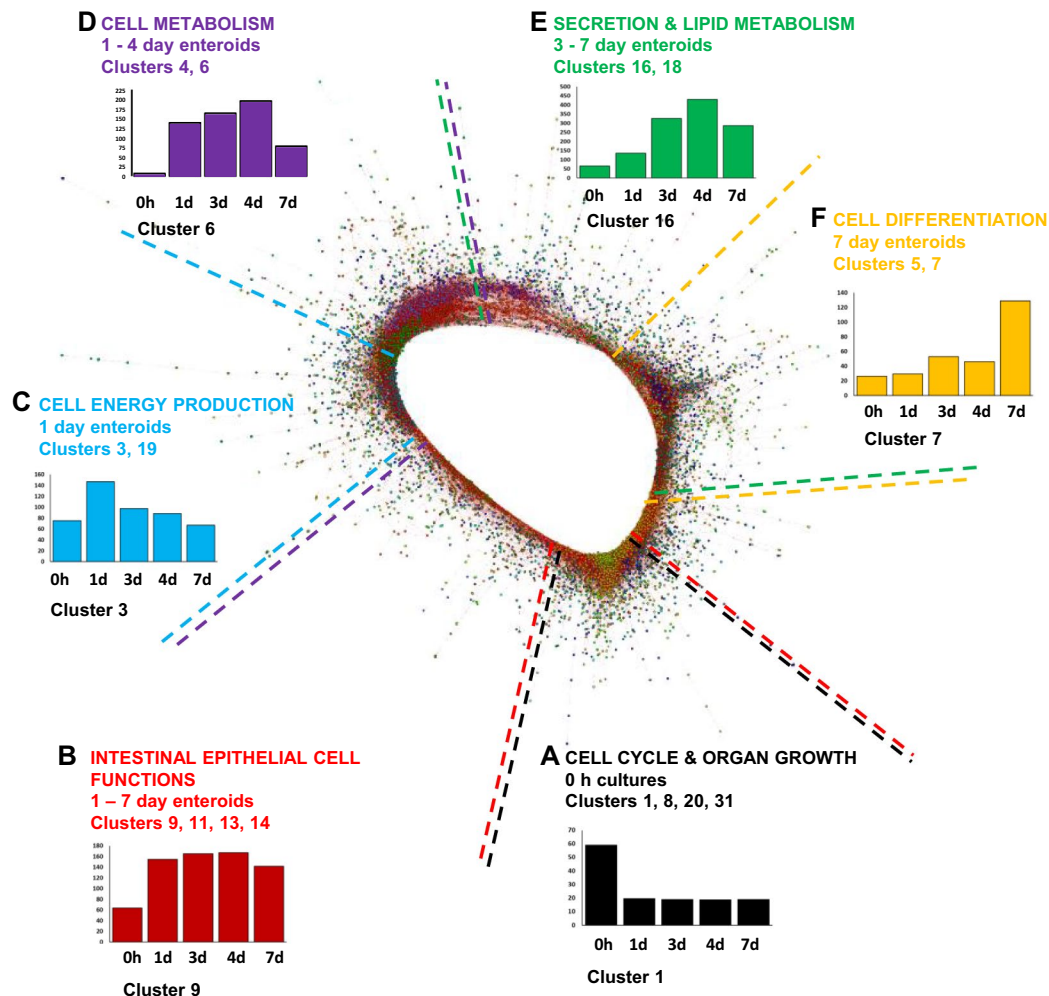 D CELL METABOLISM
1 - 4 day enteroids
Clusters 4, 6
225
200
175
150
125
100
75
50
25
0
0h 1d 3d 4d 7d
Cluster 6
E SECRETION & LIPID METABOLISM
3 - 7 day enteroids
Clusters 16, 18
500
450
400
350
300
250
200
150
100
50
0
0h 1d 3d 4d 7d
Cluster 16
F CELL DIFFERENTIATION
7 day enteroids
Clusters 5, 7
140
120
100
80
60
40
20
0
0h 1d 3d 4d 7d
Cluster 7
C CELL ENERGY PRODUCTION
1 day enteroids
Clusters 3, 19
160
140
120
100
80
60
40
20
0
0h 1d 3d 4d 7d
Cluster 3
B INTESTINAL EPITHELIAL CELL
FUNCTIONS
1 – 7 day enteroids
Clusters 9, 11, 13, 14
180
160
140
120
100
80
60
40
20
0
0h 1d 3d 4d 7d
Cluster 9
A CELL CYCLE & ORGAN GROWTH
0 h cultures
Clusters 1, 8, 20, 31
70
60
50
40
30
20
10
0
0h 1d 3d 4d 7d
Cluster 1